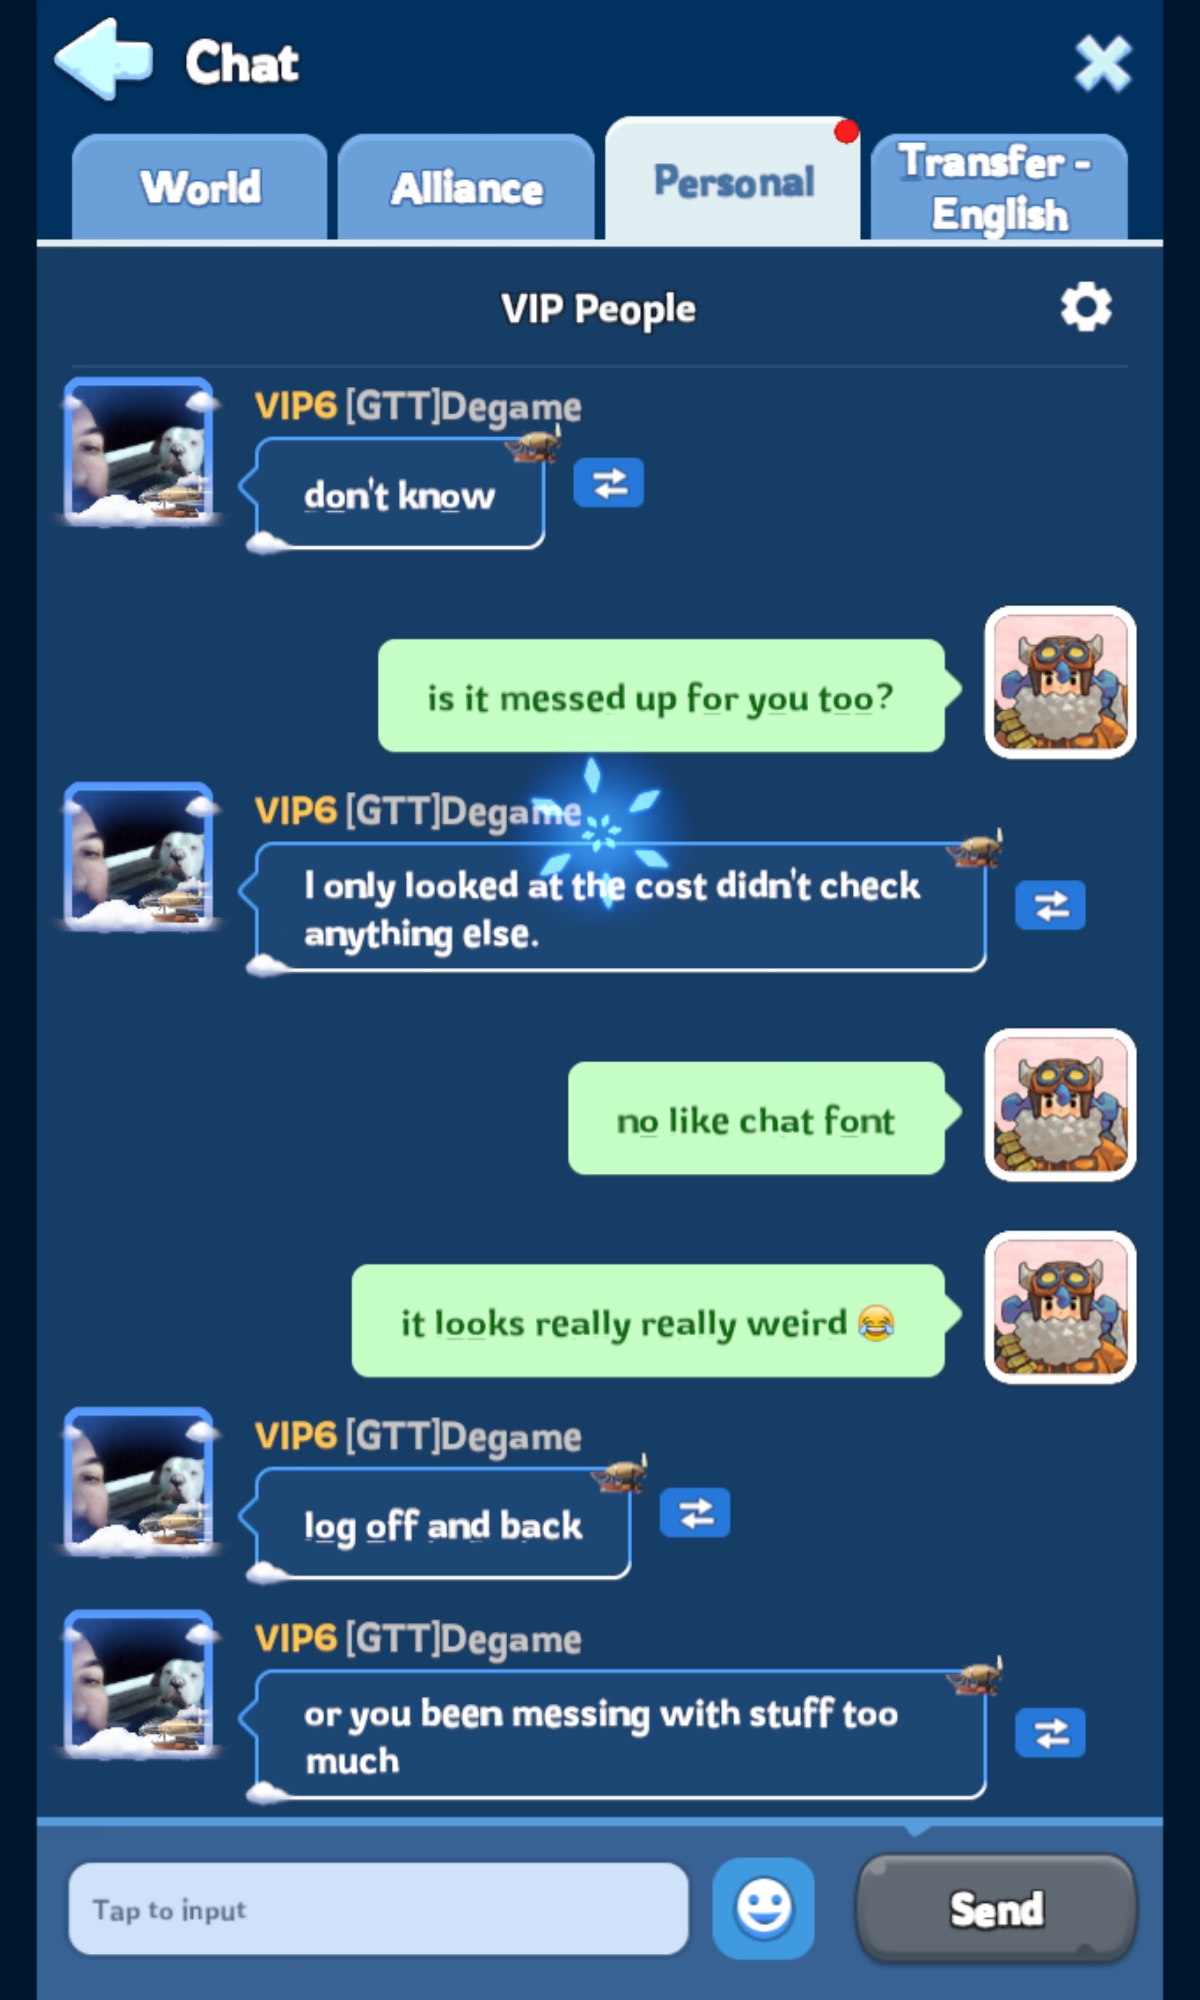 Chat
World
Alliance
Personal
Transfer -
English
VIP People
VIP6 [GTT]Degame
don't know
is it messed up for you too?
VIP6 [GTT]Degame
I only looked at the cost didn't check
anything else.
no like chat font
it looks really really weird 😂
VIP6 [GTT]Degame
log off and back
VIP6 [GTT]Degame
or you been messing with stuff too
much
Tap to input
Send